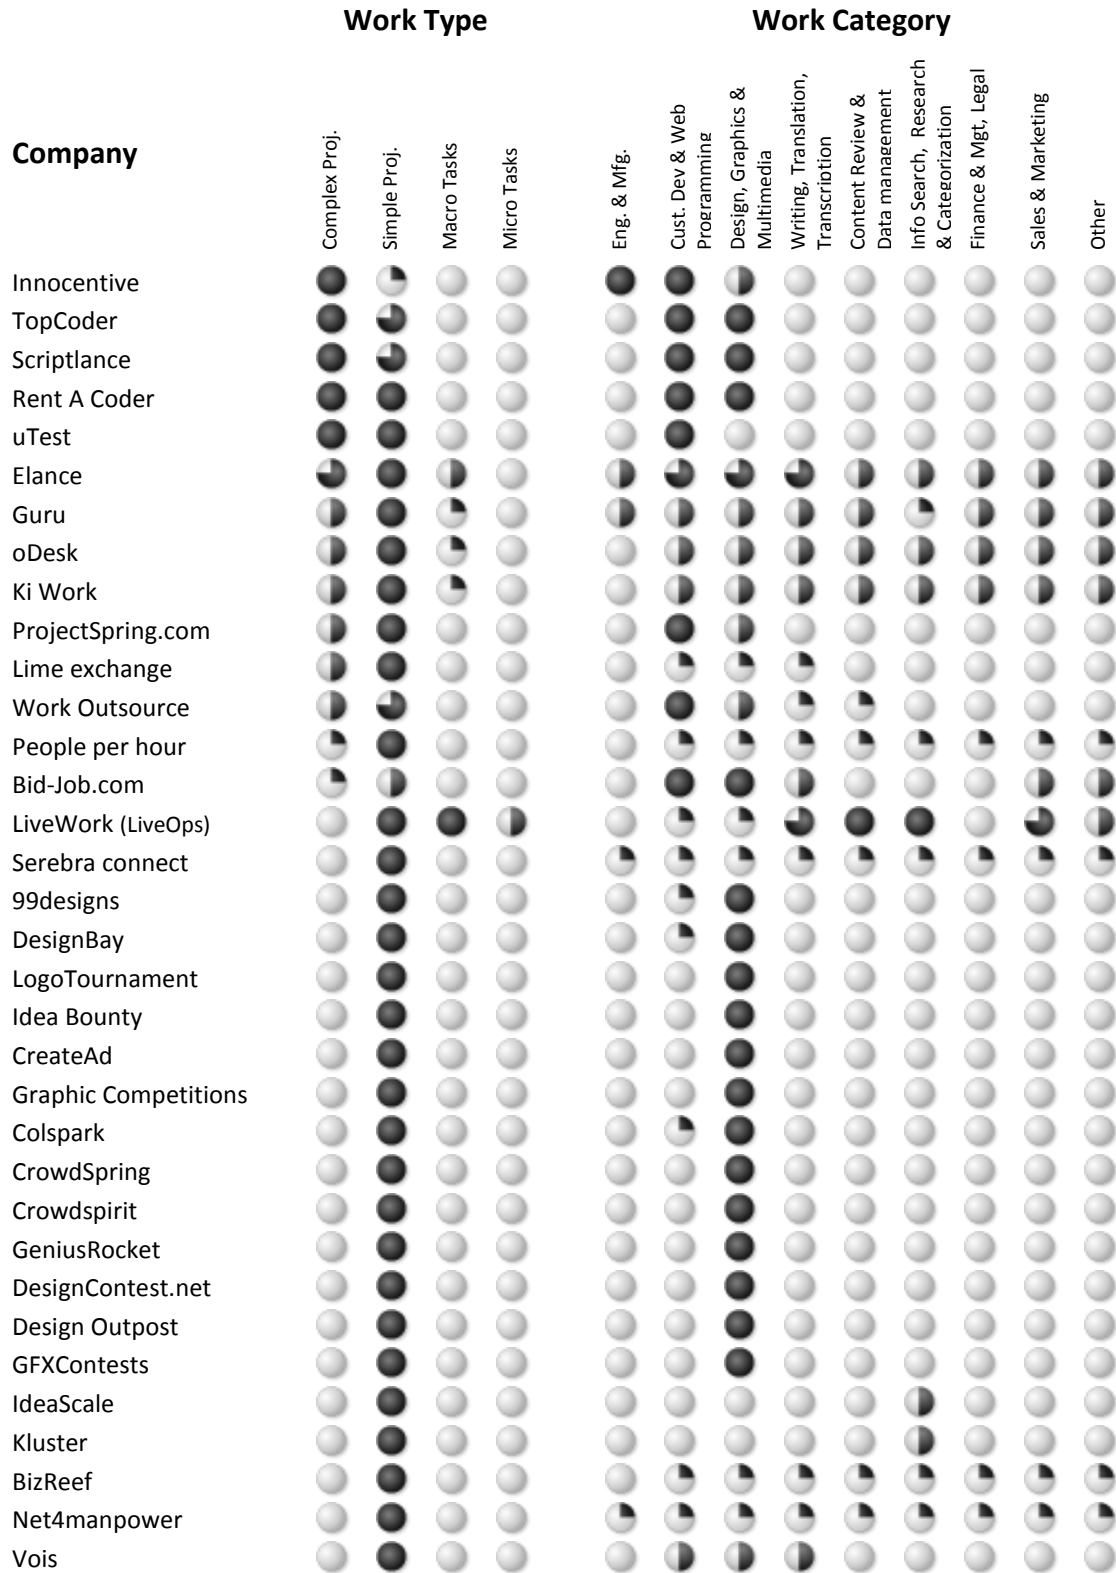 Work Type Work Category
Company
Complex Proj.
Simple Proj.
Macro Tasks
Micro Tasks
Eng. & Mfg.
Cust. Dev & Web
Programming
Design, Graphics &
Multimedia
Writing, Translation,
Transcription
Content Review &
Data management
Info Search, Research
& Categorization
Finance & Mgt, Legal
Sales & Marketing
Other
Innocentive
TopCoder
Scriptlance
Rent A Coder
uTest
Elance
Guru
oDesk
Ki Work
ProjectSpring.com
Lime exchange
Work Outsource
People per hour
Bid-Job.com
LiveWork (LiveOps)
Serebra connect
99designs
DesignBay
LogoTournament
Idea Bounty
CreateAd
Graphic Competitions
Colspark
CrowdSpring
Crowdspirit
GeniusRocket
DesignContest.net
Design Outpost
GFXContests
IdeaScale
Kluster
BizReef
Net4manpower
Vois